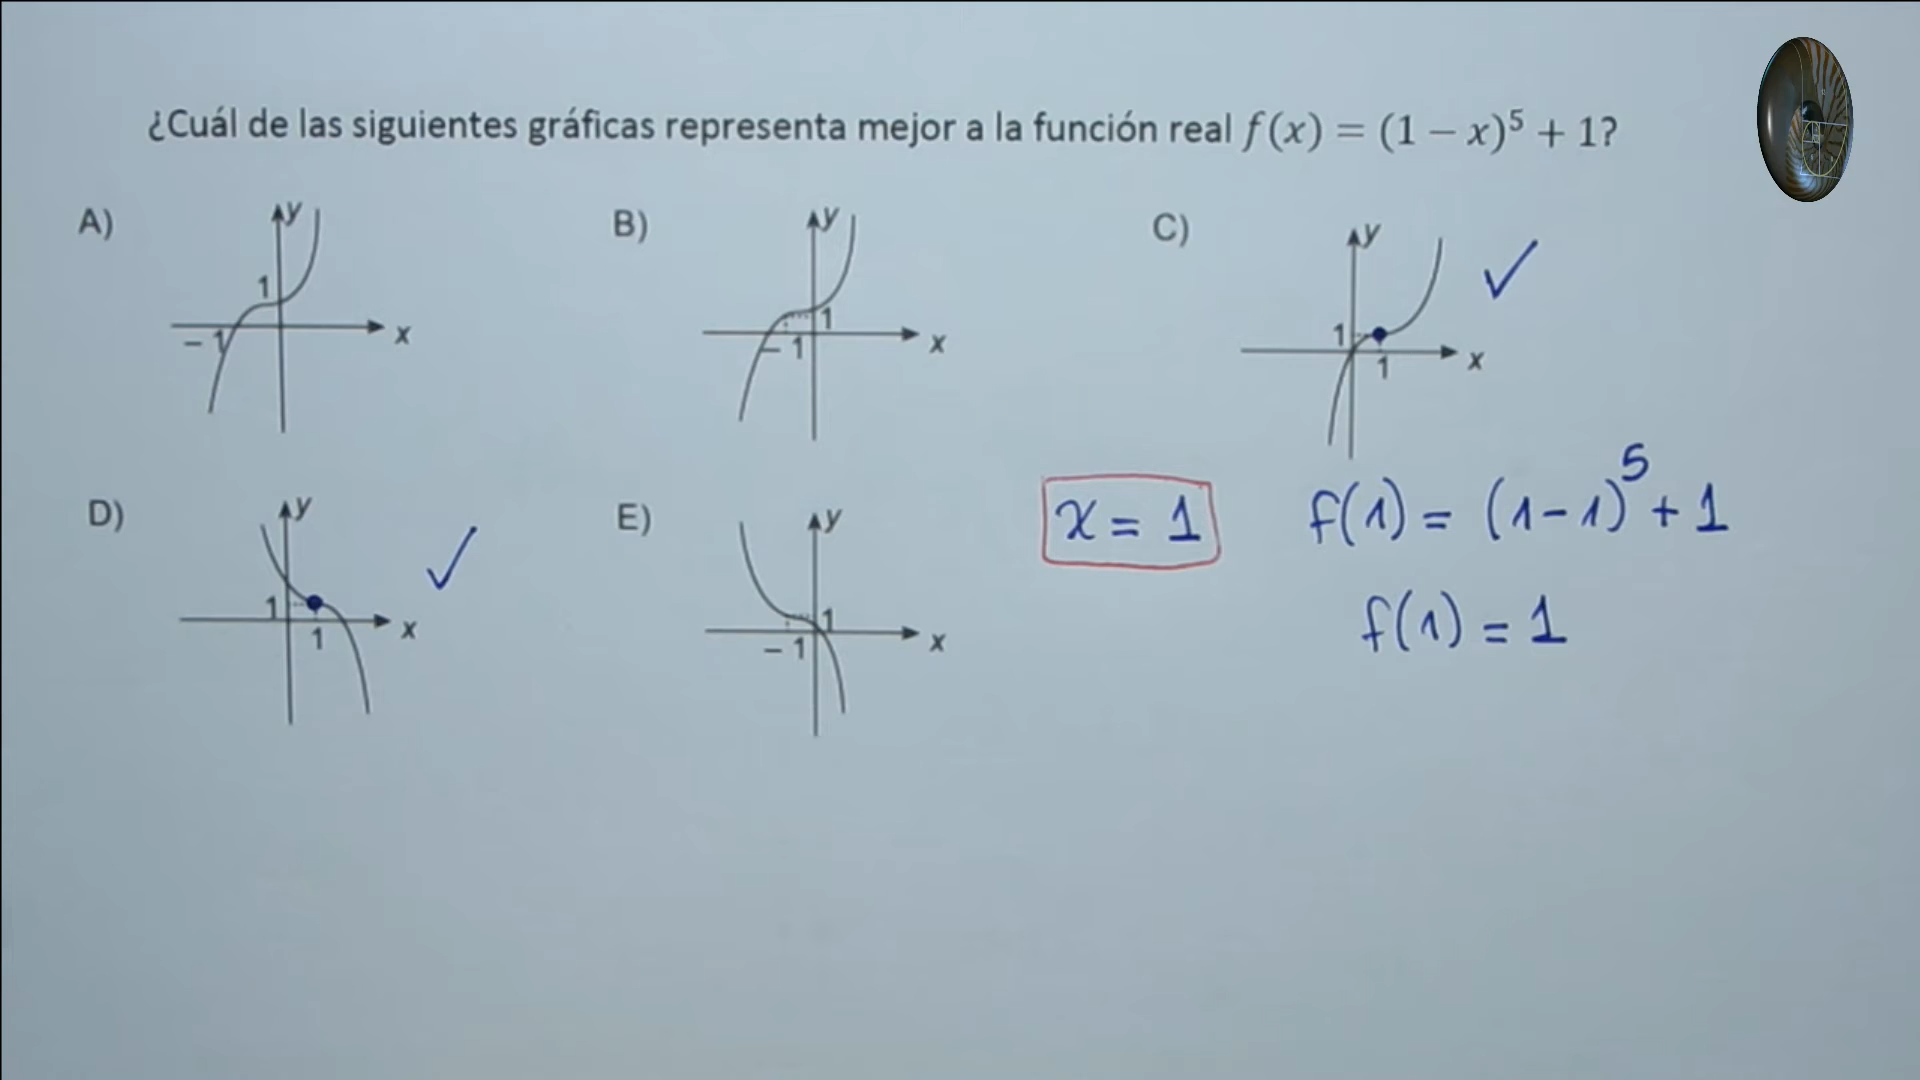 ¿Cuál de las siguientes gráficas representa mejor a la función real f(x) = (1 − x)⁵ + 1?
A)
y
1
− 1
x
B)
y
1
− 1
x
C)
y
1
1
x
D)
y
1
1
x
E)
y
1
− 1
x
x = 1
f(1) = (1-1)⁵ + 1
f(1) = 1